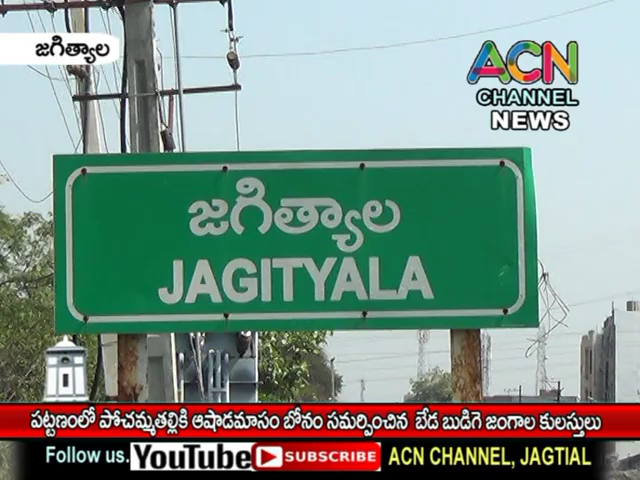 జగిత్యాల
ACN
CHANNEL
NEWS
జగిత్యాల
JAGITYALA
పట్టణంలో పోచమ్మతల్లికి ఆషాడమాసం బోనం సమర్పించిన బేడ బుడిగె జంగాల కులస్తులు
Follow us. YouTube SUBSCRIBE ACN CHANNEL, JAGTIAL